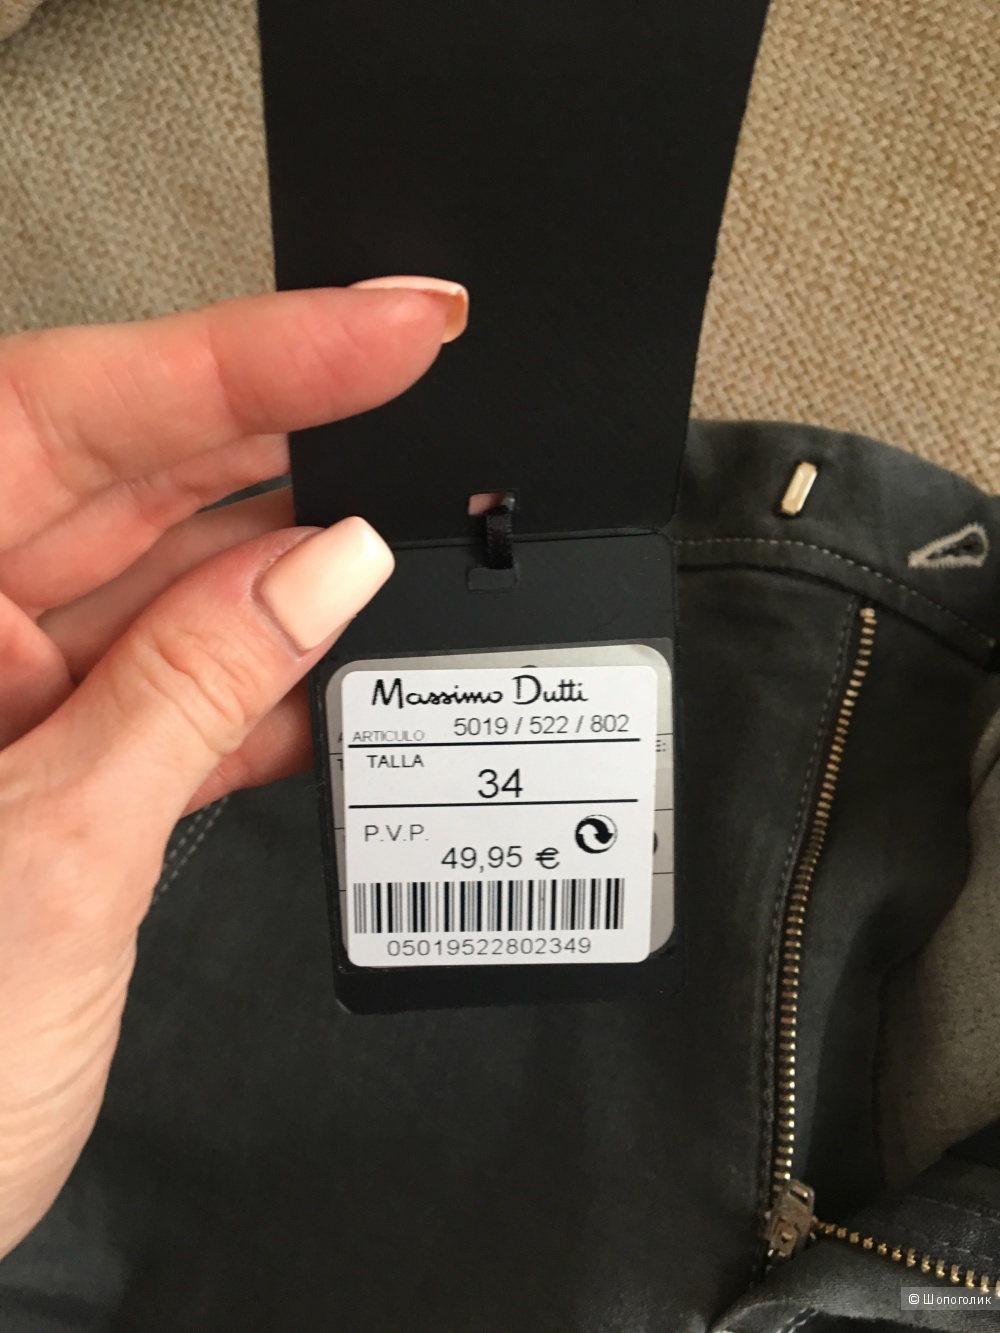 Massimo Dutti
ARTICULO 5019 / 522 / 802
TALLA
34
P.V.P.
49,95 €
05019522802349
© Шопоголик